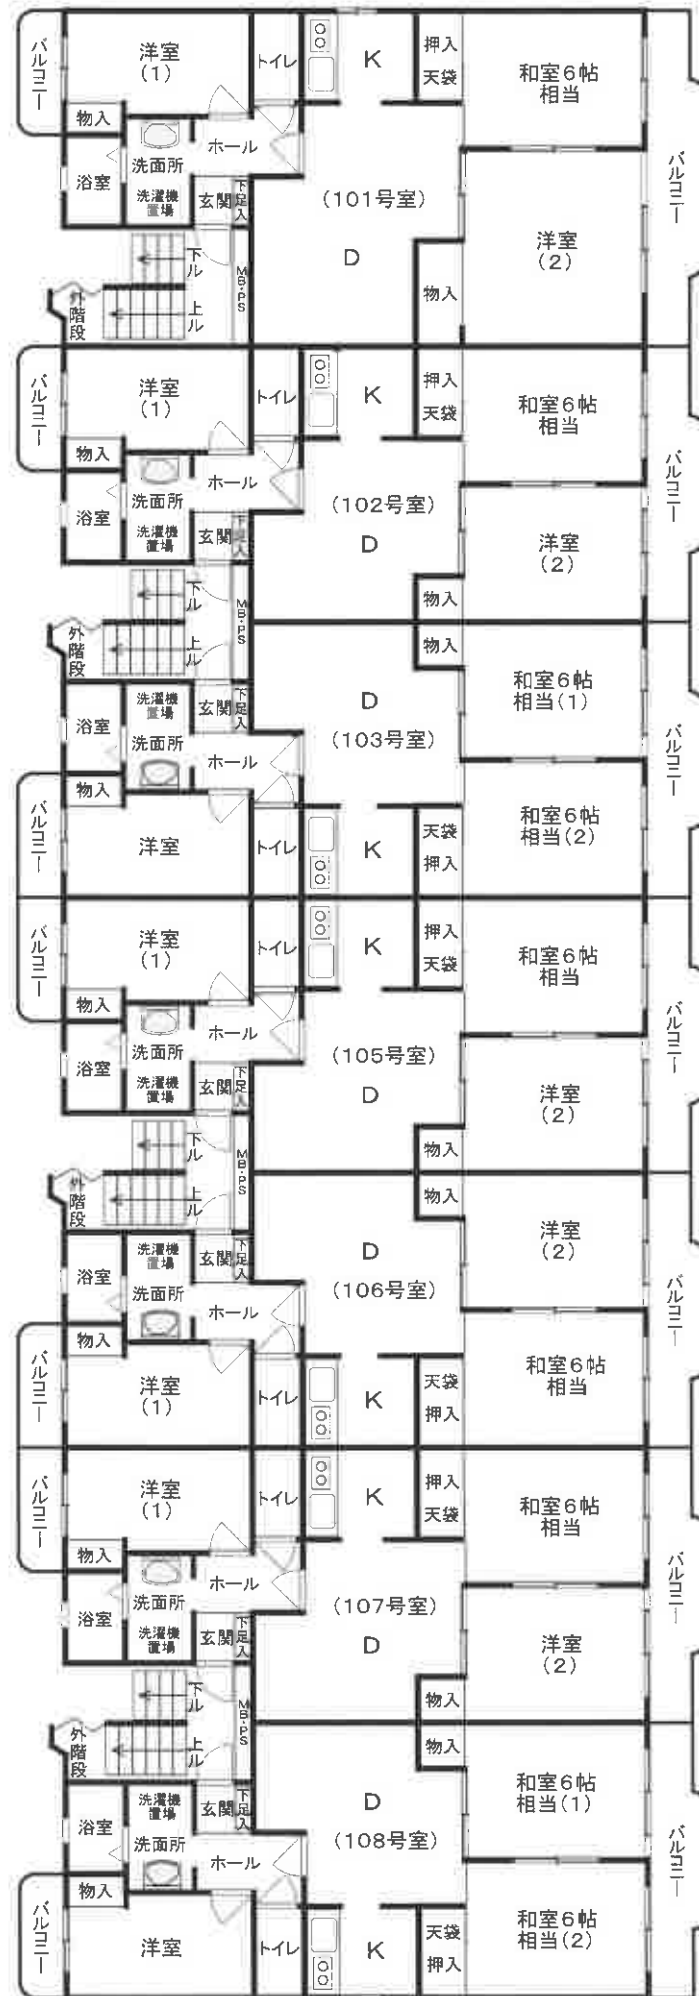 バルコニー
洋室
(1)
トイレ
K
押入
天袋
和室6帖
相当
物入
洗面所
洗濯機
置場
浴室
ホール
玄関
下足入
(101号室)
D
洋室
(2)
物入
バルコニー
下ル
上ル
MB・PS
外階段
バルコニー
洋室
(1)
トイレ
K
押入
天袋
和室6帖
相当
物入
洗面所
洗濯機
置場
浴室
ホール
玄関
下足入
(102号室)
D
洋室
(2)
物入
バルコニー
下ル
上ル
MB・PS
外階段
物入
和室6帖
相当(1)
D
(103号室)
洗濯機
置場
洗面所
浴室
玄関
下足入
ホール
物入
バルコニー
洋室
トイレ
K
天袋
押入
和室6帖
相当(2)
バルコニー
バルコニー
洋室
(1)
トイレ
K
押入
天袋
和室6帖
相当
物入
洗面所
洗濯機
置場
浴室
ホール
玄関
下足入
(105号室)
D
洋室
(2)
物入
バルコニー
下ル
上ル
MB・PS
外階段
物入
洋室
(2)
D
(106号室)
洗濯機
置場
洗面所
浴室
玄関
下足入
ホール
物入
バルコニー
洋室
(1)
トイレ
K
天袋
押入
和室6帖
相当
バルコニー
バルコニー
洋室
(1)
トイレ
K
押入
天袋
和室6帖
相当
物入
洗面所
洗濯機
置場
浴室
ホール
玄関
下足入
(107号室)
D
洋室
(2)
物入
バルコニー
下ル
上ル
MB・PS
外階段
物入
和室6帖
相当(1)
D
(108号室)
洗濯機
置場
洗面所
浴室
玄関
下足入
ホール
物入
バルコニー
洋室
トイレ
K
天袋
押入
和室6帖
相当(2)
バルコニー